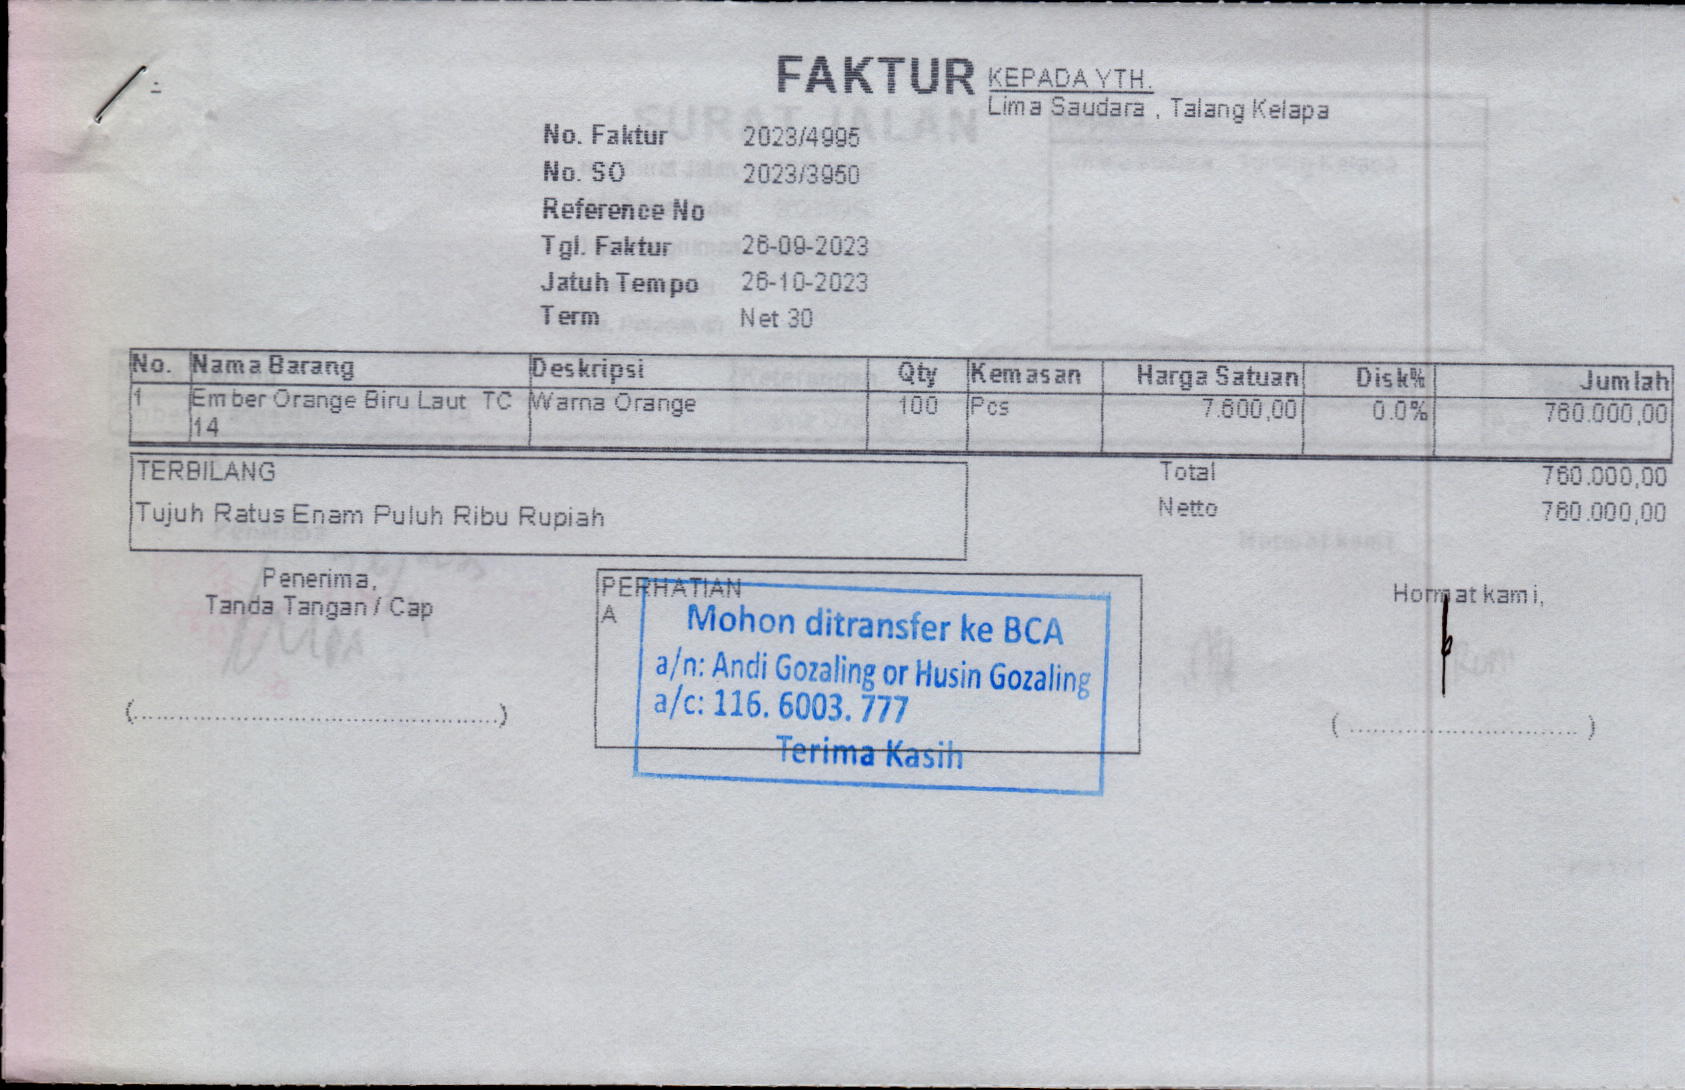 FAKTUR
KEPADA YTH.
Lima Saudara , Talang Kelapa
SURAT JALAN
No. Faktur 2023/4995
No. SO 2023/3950
Reference No
Tgl. Faktur 26-09-2023
Jatuh Tempo 26-10-2023
Term Net 30
No. Nama Barang Deskripsi Qty Kemasan Harga Satuan Disk% Jumlah
1 Ember Orange Biru Laut TC Warna Orange 100 Pcs 7.600,00 0.0% 760.000,00
14
TERBILANG Total 760.000,00
Tujuh Ratus Enam Puluh Ribu Rupiah Netto 760.000,00
Penerima,
Tanda Tangan / Cap
PERHATIAN
A
Mohon ditransfer ke BCA
a/n: Andi Gozaling or Husin Gozaling
a/c: 116. 6003. 777
Terima Kasih
Hormat kami,